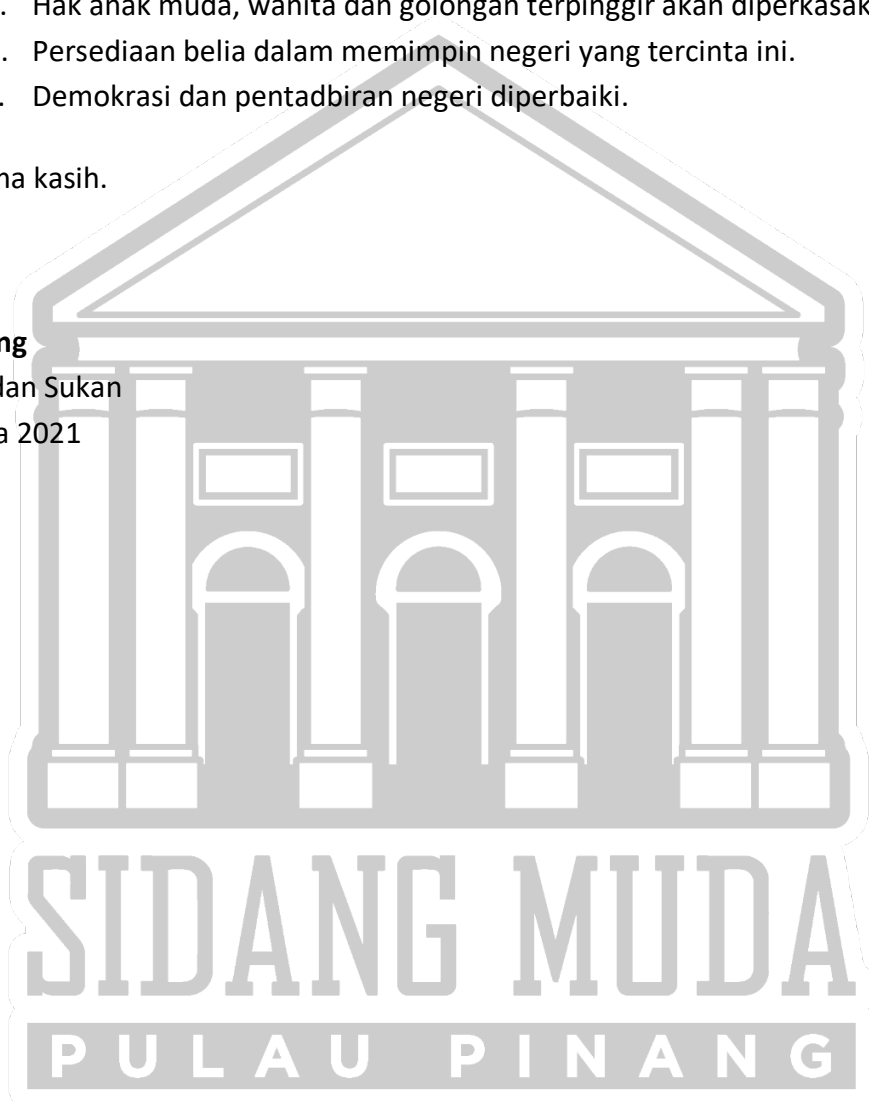 . Hak anak muda, wanita dan golongan terpinggir akan diperkasak
. Persediaan belia dalam memimpin negeri yang tercinta ini.
. Demokrasi dan pentadbiran negeri diperbaiki.
ma kasih.
ng
dan Sukan
a 2021
SIDANG MUDA
PULAU PINANG